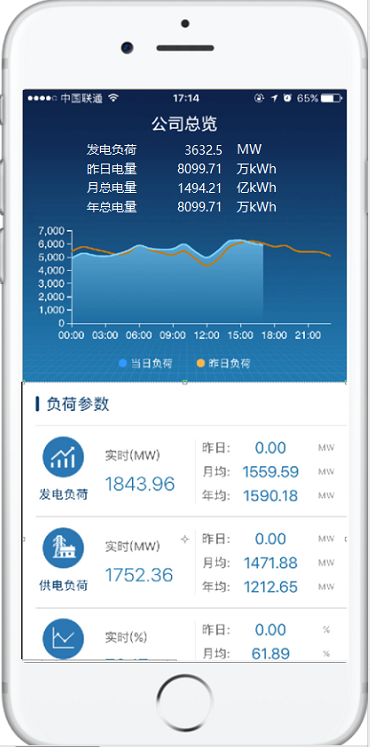 中国联通 17:14 65%
公司总览
发电负荷 3632.5 MW
昨日电量 8099.71 万kWh
月总电量 1494.21 亿kWh
年总电量 8099.71 万kWh
7,000
6,000
5,000
4,000
3,000
2,000
1,000
0
00:00 03:00 06:00 09:00 12:00 15:00 18:00 21:00
当日负荷 昨日负荷
负荷参数
发电负荷
实时(MW)
1843.96
昨日: 0.00 MW
月均: 1559.59 MW
年均: 1590.18 MW
供电负荷
实时(MW)
1752.36
昨日: 0.00 MW
月均: 1471.88 MW
年均: 1212.65 MW
实时(%)
昨日: 0.00 %
月均: 61.89 %